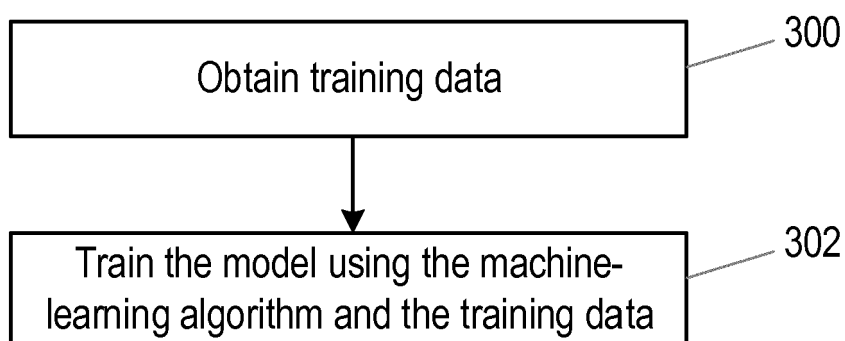 Obtain training data
300
Train the model using the machine-
learning algorithm and the training data
302